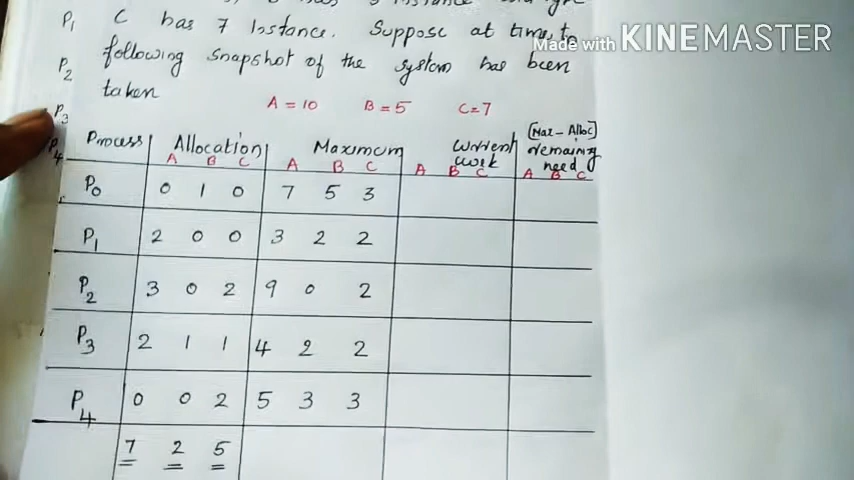 P1 C has 7 Instance. Suppose at time, to
P2 following snapshot of the system has been
taken
Made with KINEMASTER
A = 10 B = 5 C = 7
P3
P4
Process Allocation Maximum current work [Max - Alloc] remaining need
A B C A B C A B C A B C
P0 0 1 0 7 5 3
P1 2 0 0 3 2 2
P2 3 0 2 9 0 2
P3 2 1 1 4 2 2
P4 0 0 2 5 3 3
7 2 5